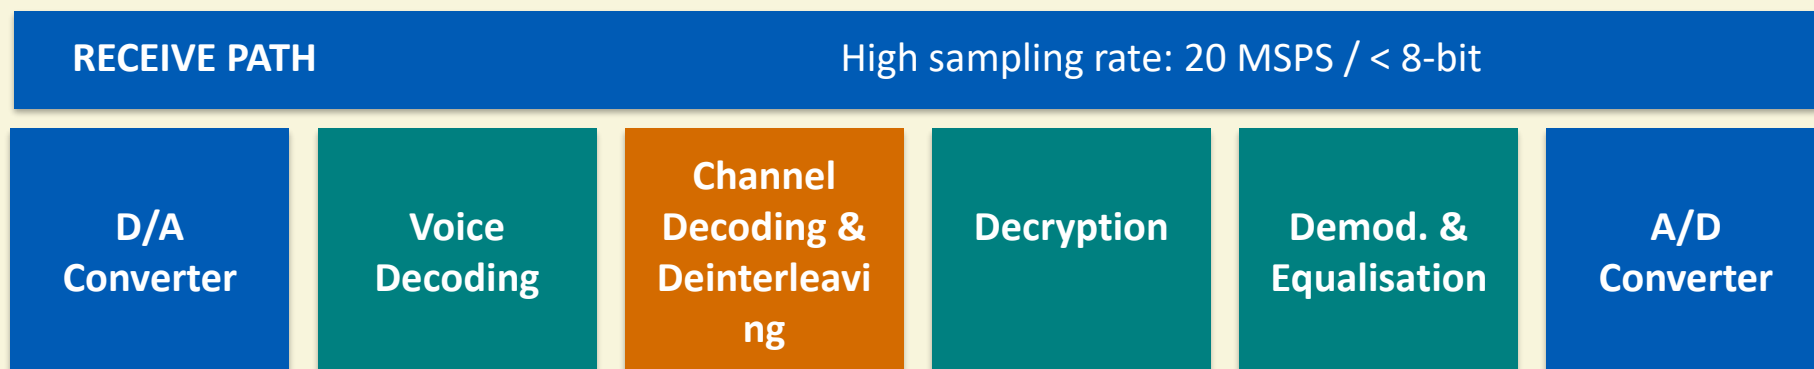 RECEIVE PATH
High sampling rate: 20 MSPS / < 8-bit
D/A
Converter
Voice
Decoding
Channel
Decoding &
Deinterleavi
ng
Decryption
Demod. &
Equalisation
A/D
Converter